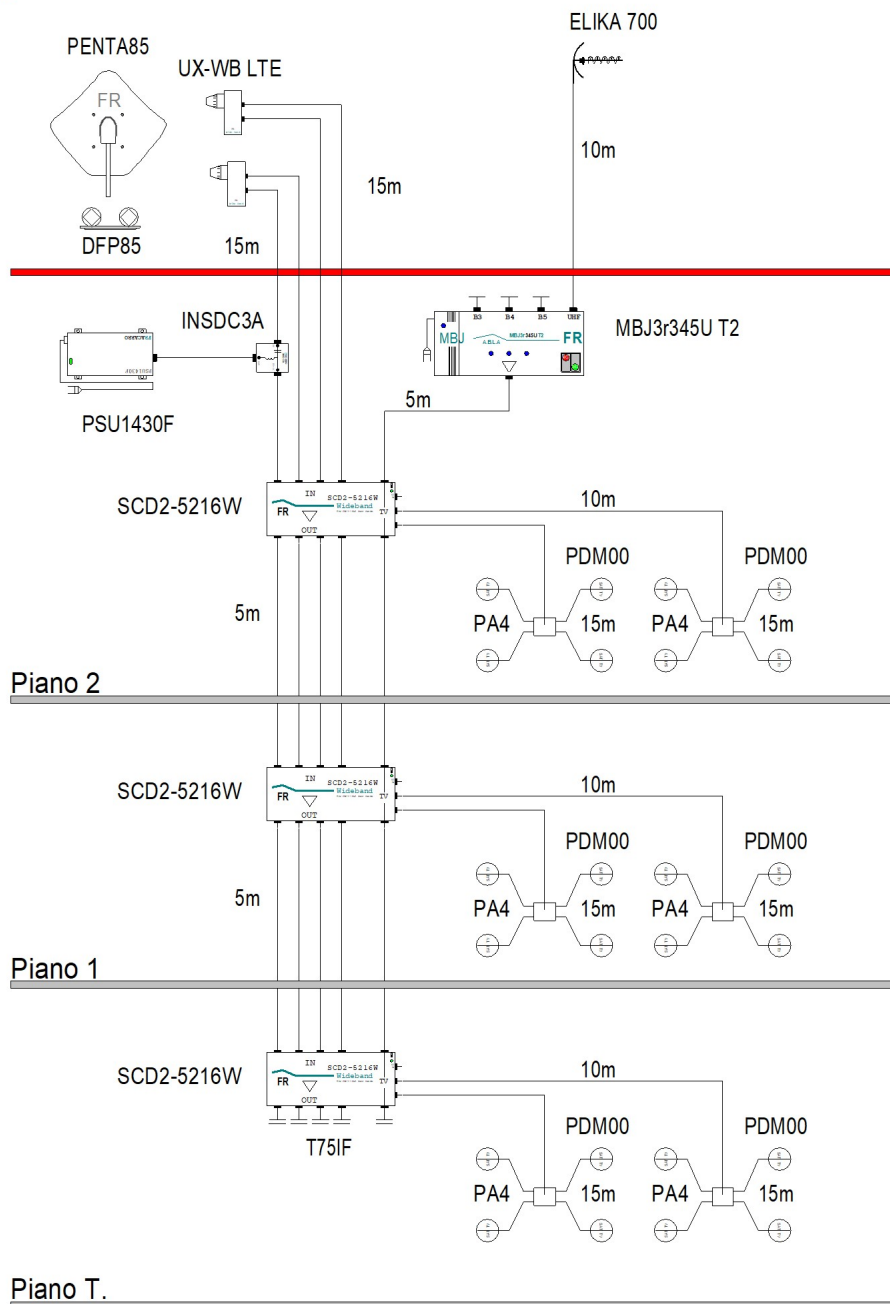 ELIKA 700
PENTA85
UX-WB LTE
FR
10m
15m
DFP85
15m
INSDC3A
B3 B4 B5 UHF
MBJ
MBJ3r345U T2
FR
MBJ3r345U T2
A.B.L.A
PSU1430F
5m
PSU1430F
SCD2-5216W
IN
SCD2-5216W
Wideband
FR
TV
OUT
10m
PDM00
PDM00
5m
PA4
15m
PA4
15m
Piano 2
SCD2-5216W
IN
SCD2-5216W
Wideband
FR
TV
OUT
10m
PDM00
PDM00
5m
PA4
15m
PA4
15m
Piano 1
SCD2-5216W
IN
SCD2-5216W
Wideband
FR
TV
OUT
10m
T75IF
PDM00
PDM00
PA4
15m
PA4
15m
Piano T.